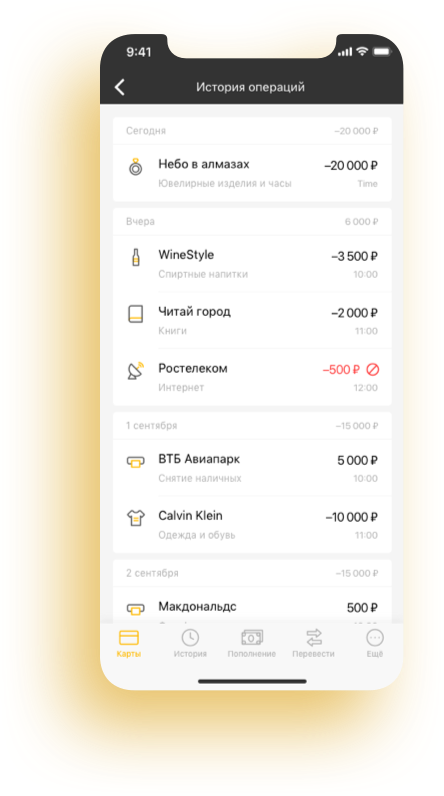 9:41
История операций
Сегодня –20 000 ₽
Небо в алмазах –20 000 ₽
Ювелирные изделия и часы Time
Вчера 6 000 ₽
WineStyle –3 500 ₽
Спиртные напитки 10:00
Читай город –2 000 ₽
Книги 11:00
Ростелеком –500 ₽
Интернет 12:00
1 сентября –15 000 ₽
ВТБ Авиапарк 5 000 ₽
Снятие наличных 10:00
Calvin Klein –10 000 ₽
Одежда и обувь 11:00
2 сентября –15 000 ₽
Макдональдс 500 ₽
Карты История Пополнение Перевести Ещё